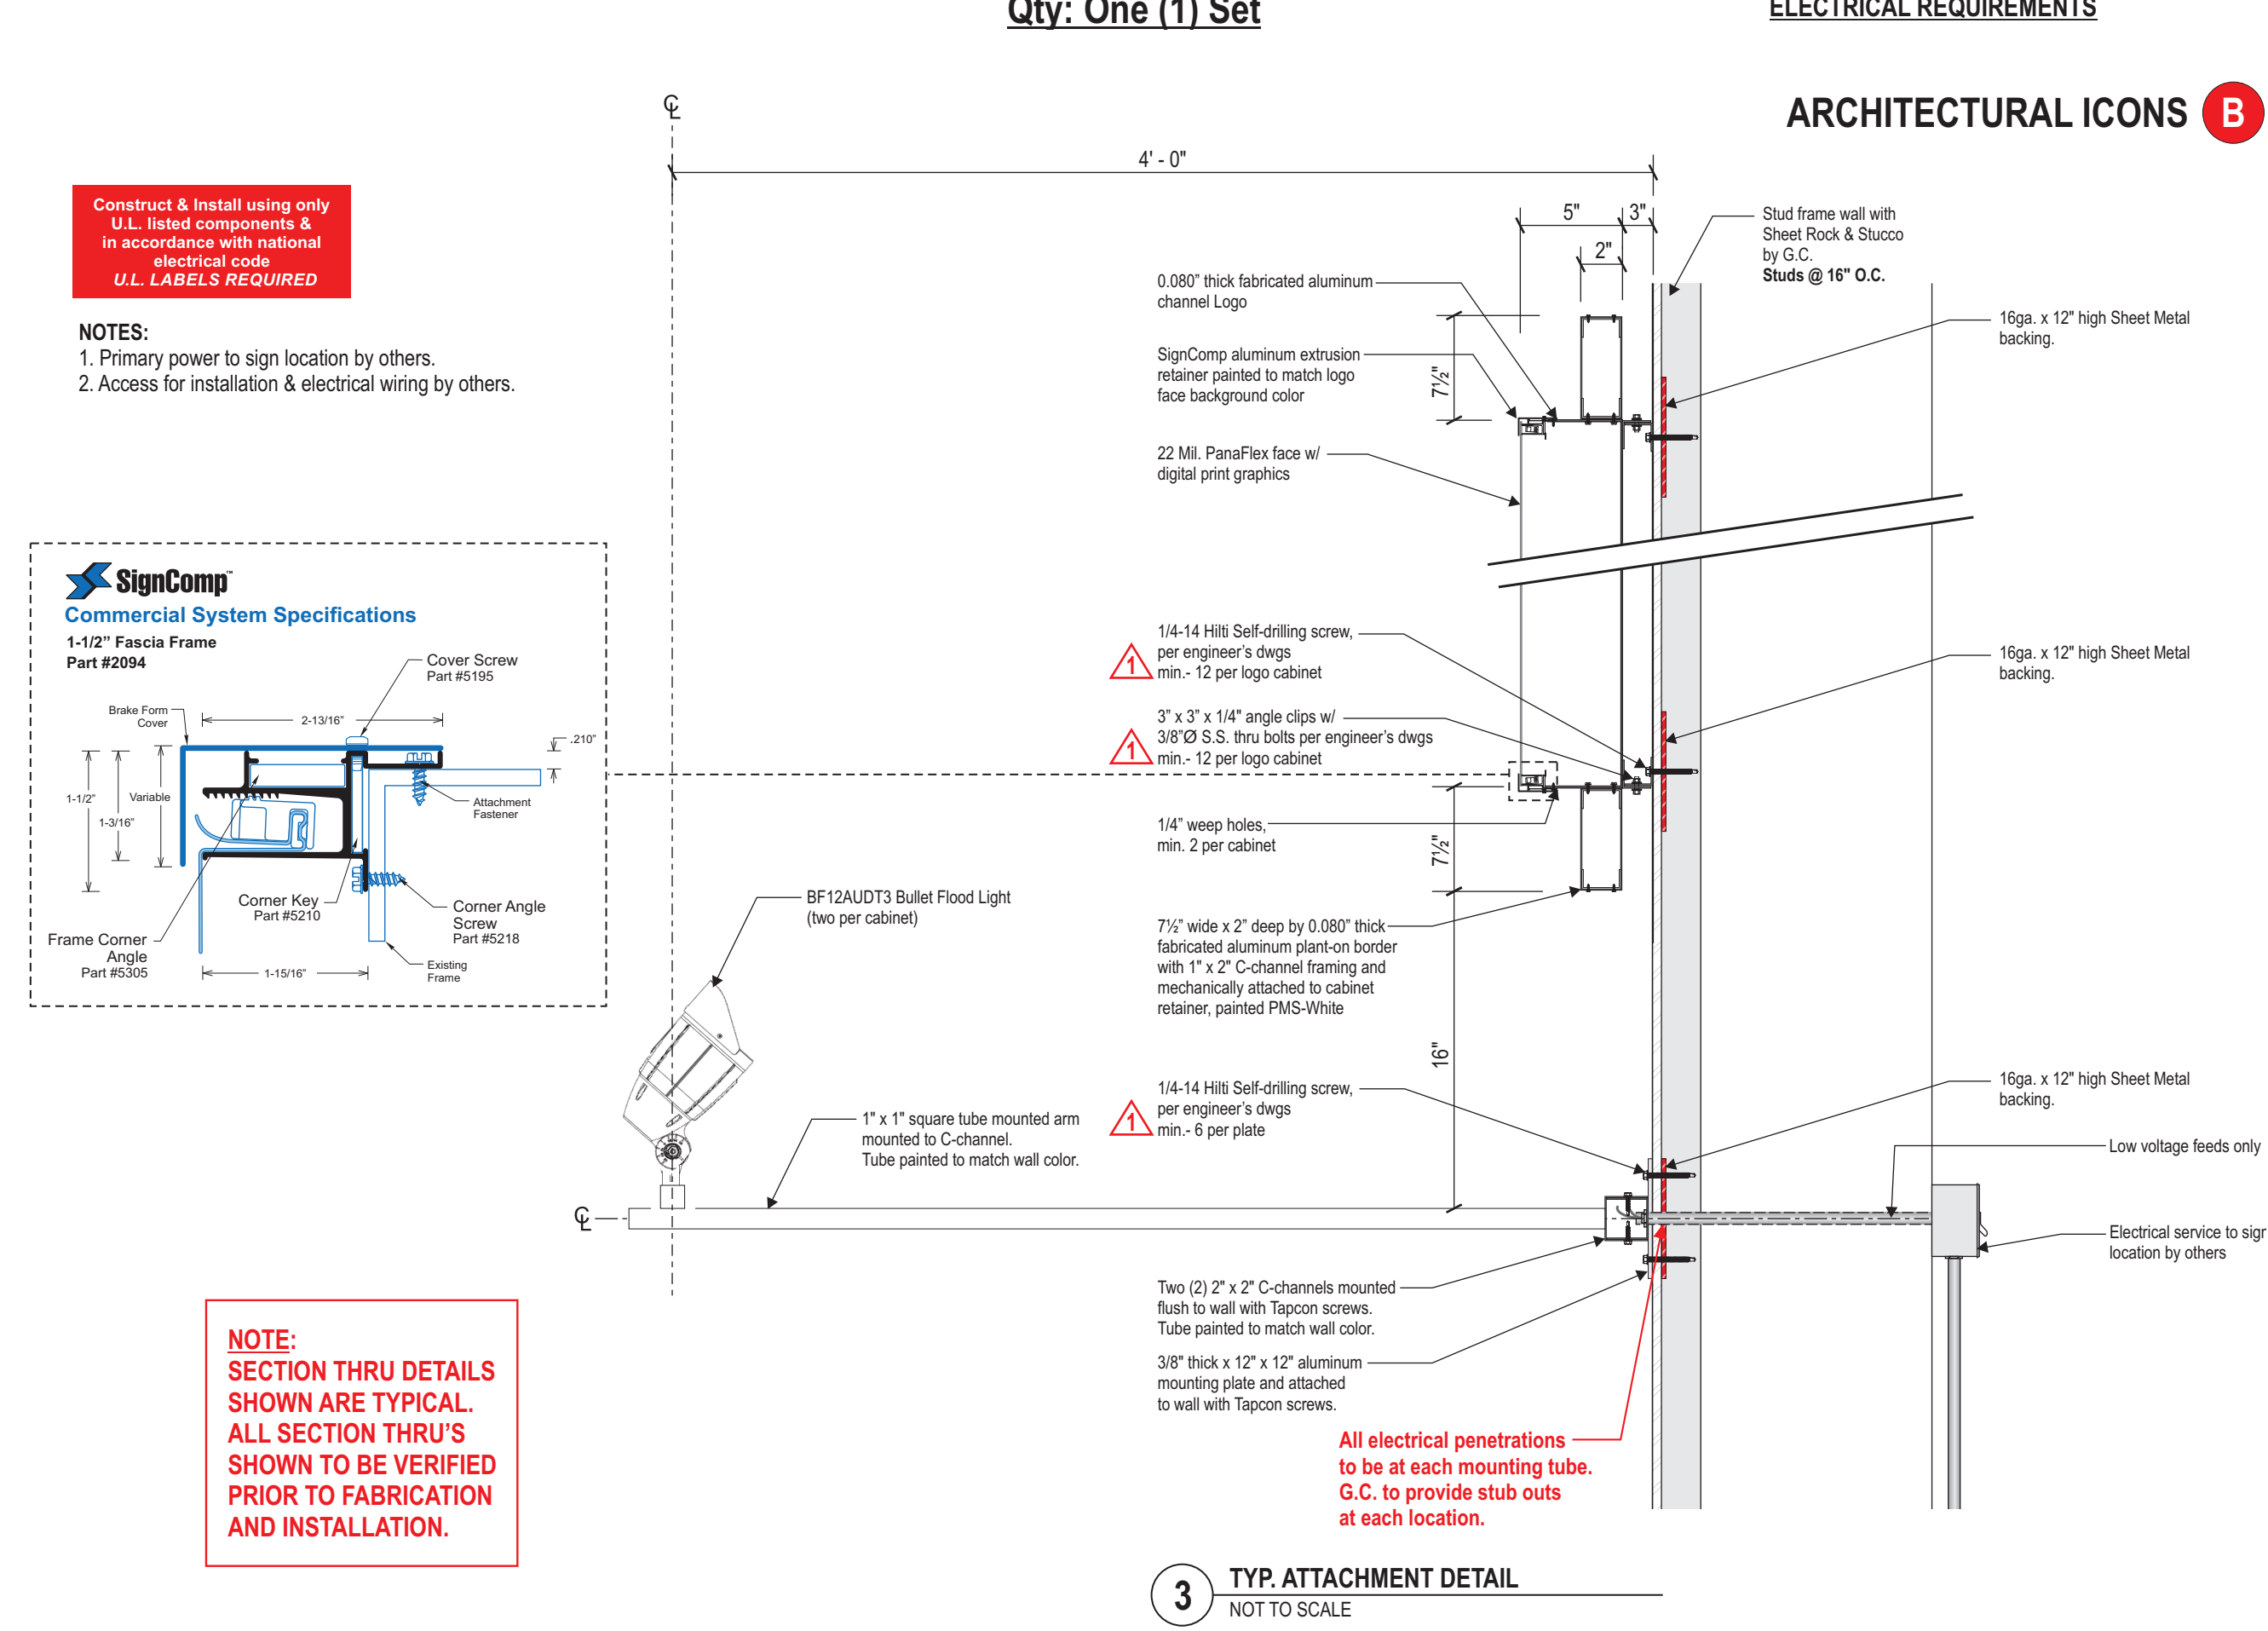 Qty: One (1) Set
ELECTRICAL REQUIREMENTS
ARCHITECTURAL ICONS B
℄
4' - 0"
Construct & Install using only
U.L. listed components &
in accordance with national
electrical code
U.L. LABELS REQUIRED
NOTES:
1. Primary power to sign location by others.
2. Access for installation & electrical wiring by others.
5"
3"
2"
7½"
Stud frame wall with
Sheet Rock & Stucco
by G.C.
Studs @ 16" O.C.
0.080” thick fabricated aluminum
channel Logo
SignComp aluminum extrusion
retainer painted to match logo
face background color
22 Mil. PanaFlex face w/
digital print graphics
16ga. x 12" high Sheet Metal
backing.
SignComp™
Commercial System Specifications
1-1/2” Fascia Frame
Part #2094
Cover Screw
Part #5195
Brake Form
Cover
2-13/16”
.210”
1-1/2”
Variable
1-3/16”
Attachment
Fastener
Corner Key
Part #5210
Corner Angle
Screw
Part #5218
Frame Corner
Angle
Part #5305
1-15/16”
Existing
Frame
1
1/4-14 Hilti Self-drilling screw,
per engineer’s dwgs
min.- 12 per logo cabinet
1
3” x 3” x 1/4" angle clips w/
3/8”Ø S.S. thru bolts per engineer’s dwgs
min.- 12 per logo cabinet
16ga. x 12" high Sheet Metal
backing.
1/4” weep holes,
min. 2 per cabinet
7½"
BF12AUDT3 Bullet Flood Light
(two per cabinet)
7½” wide x 2” deep by 0.080” thick
fabricated aluminum plant-on border
with 1" x 2" C-channel framing and
mechanically attached to cabinet
retainer, painted PMS-White
16"
1" x 1" square tube mounted arm
mounted to C-channel.
Tube painted to match wall color.
1
1/4-14 Hilti Self-drilling screw,
per engineer’s dwgs
min.- 6 per plate
16ga. x 12" high Sheet Metal
backing.
Low voltage feeds only
℄
Electrical service to sign
location by others
Two (2) 2" x 2" C-channels mounted
flush to wall with Tapcon screws.
Tube painted to match wall color.
3/8" thick x 12" x 12" aluminum
mounting plate and attached
to wall with Tapcon screws.
All electrical penetrations
to be at each mounting tube.
G.C. to provide stub outs
at each location.
NOTE:
SECTION THRU DETAILS
SHOWN ARE TYPICAL.
ALL SECTION THRU’S
SHOWN TO BE VERIFIED
PRIOR TO FABRICATION
AND INSTALLATION.
3
TYP. ATTACHMENT DETAIL
NOT TO SCALE